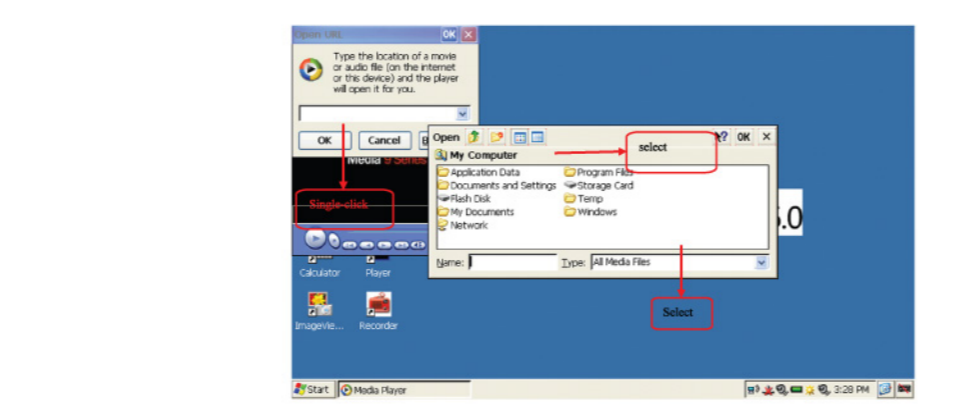 Open URL
OK
Type the location of a movie
or audio file (on the internet
or this device) and the player
will open it for you.
OK
Cancel
B
Open
? OK ×
My Computer
select
Media 9 Series
Application Data
Program Files
Documents and Settings
Storage Card
Flash Disk
Temp
My Documents
Windows
Network
Single-click
5.0
Name:
Type: All Media Files
Calculator
Player
Select
ImageVie...
Recorder
Start
Media Player
3:28 PM